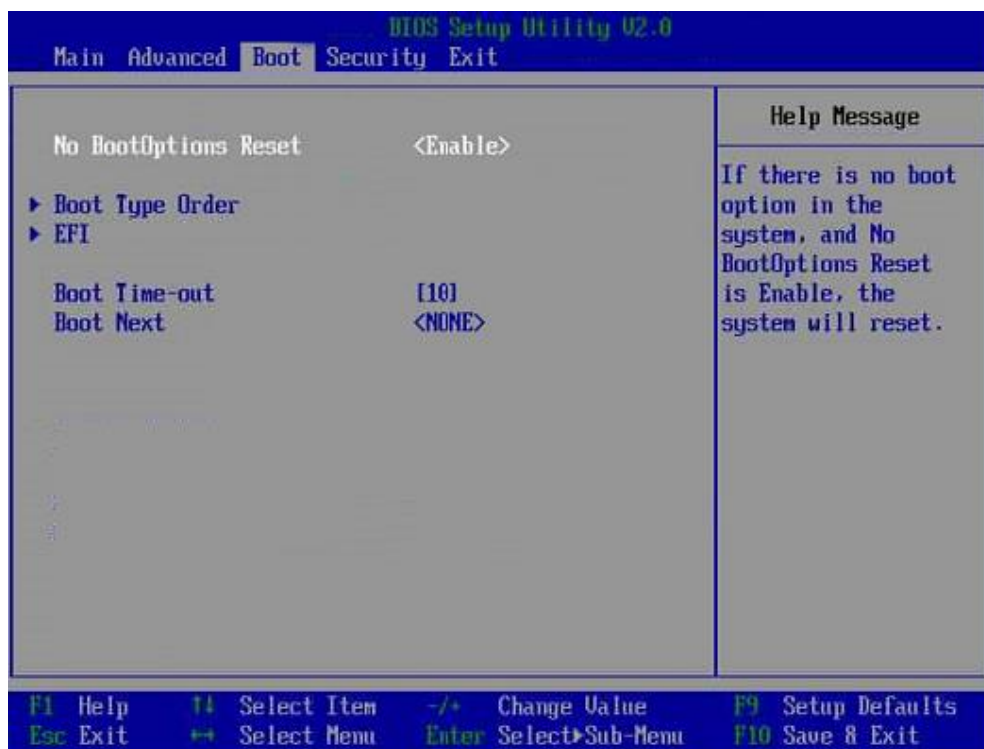 BIOS Setup Utility V2.0
Main Advanced Boot Security Exit
Help Message
No BootOptions Reset <Enable>
▶ Boot Type Order
▶ EFI
Boot Time-out [10]
Boot Next <NONE>
If there is no boot
option in the
system, and No
BootOptions Reset
is Enable, the
system will reset.
F1 Help ↑↓ Select Item -/+ Change Value F9 Setup Defaults
Esc Exit ↔ Select Menu Enter Select▶Sub-Menu F10 Save & Exit